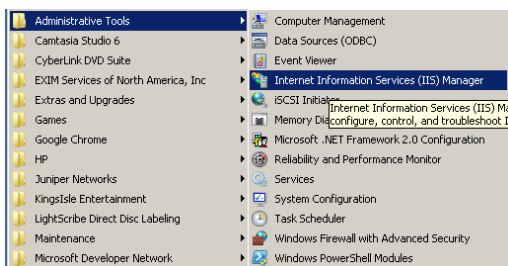 Administrative Tools
Camtasia Studio 6
CyberLink DVD Suite
EXIM Services of North America, Inc
Extras and Upgrades
Games
Google Chrome
HP
Juniper Networks
KingsIsle Entertainment
LightScribe Direct Disc Labeling
Maintenance
Microsoft Developer Network
Computer Management
Data Sources (ODBC)
Event Viewer
Internet Information Services (IIS) Manager
iSCSI Initiator
Internet Information Services (IIS) Ma
Memory Dia
configure, control, and troubleshoot I
Microsoft .NET Framework 2.0 Configuration
Reliability and Performance Monitor
Services
System Configuration
Task Scheduler
Windows Firewall with Advanced Security
Windows PowerShell Modules